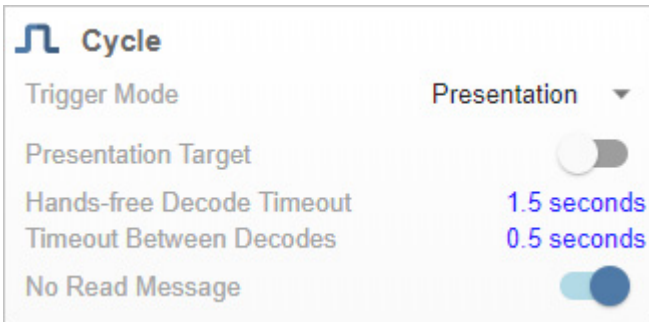 Cycle
Trigger Mode Presentation
Presentation Target
Hands-free Decode Timeout 1.5 seconds
Timeout Between Decodes 0.5 seconds
No Read Message